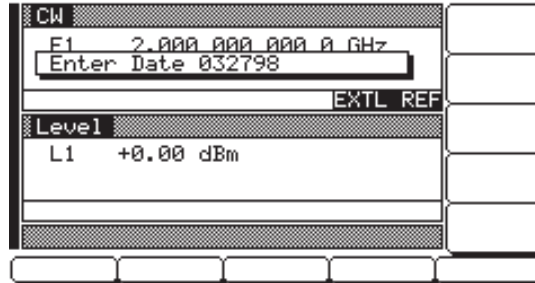 CW
F1 2.000 000 000 0 GHz
Enter Date 032798
EXTL REF
Level
L1 +0.00 dBm